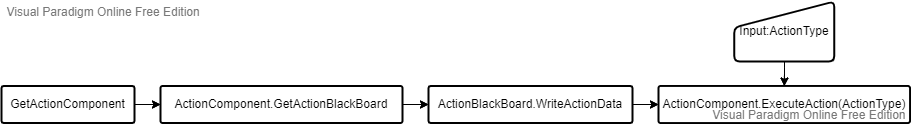 Visual Paradigm Online Free Edition
Input:ActionType
GetActionComponent
ActionComponent.GetActionBlackBoard
ActionBlackBoard.WriteActionData
ActionComponent.ExecuteAction(ActionType)
Visual Paradigm Online Free Edition